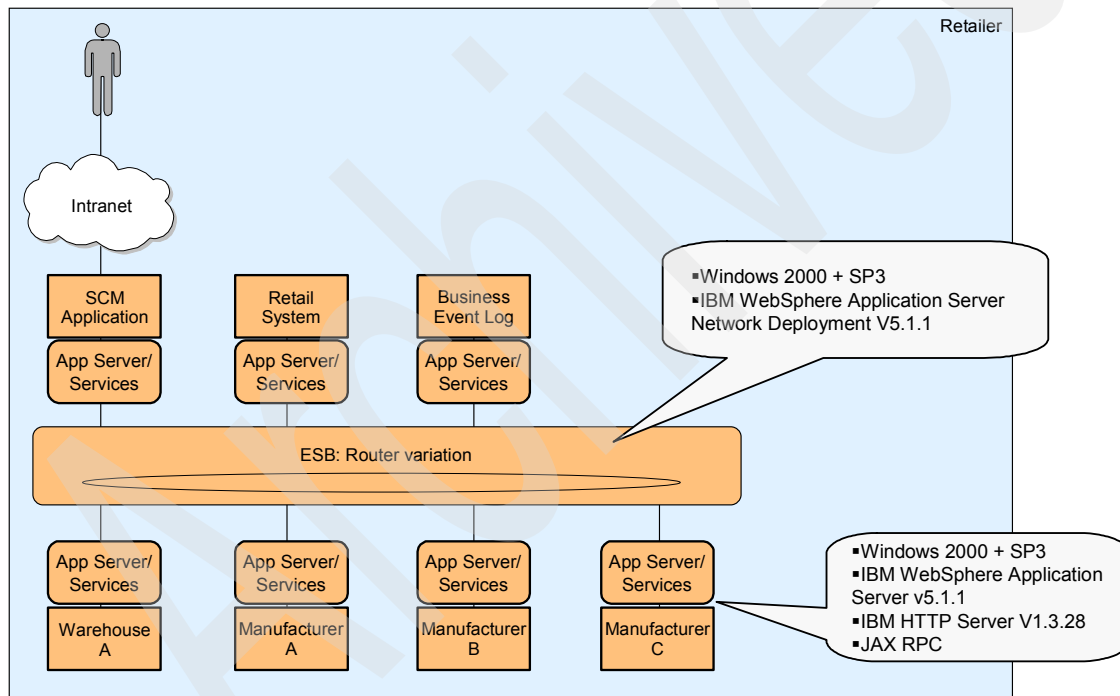 Retailer
Intranet
SCM
Application
Retail
System
Business
Event Log
▪Windows 2000 + SP3
▪IBM WebSphere Application Server
Network Deployment V5.1.1
App Server/
Services
App Server/
Services
App Server/
Services
ESB: Router variation
App Server/
Services
App Server/
Services
App Server/
Services
App Server/
Services
Warehouse
A
Manufacturer
A
Manufacturer
B
Manufacturer
C
▪Windows 2000 + SP3
▪IBM WebSphere Application
Server v5.1.1
▪IBM HTTP Server V1.3.28
▪JAX RPC